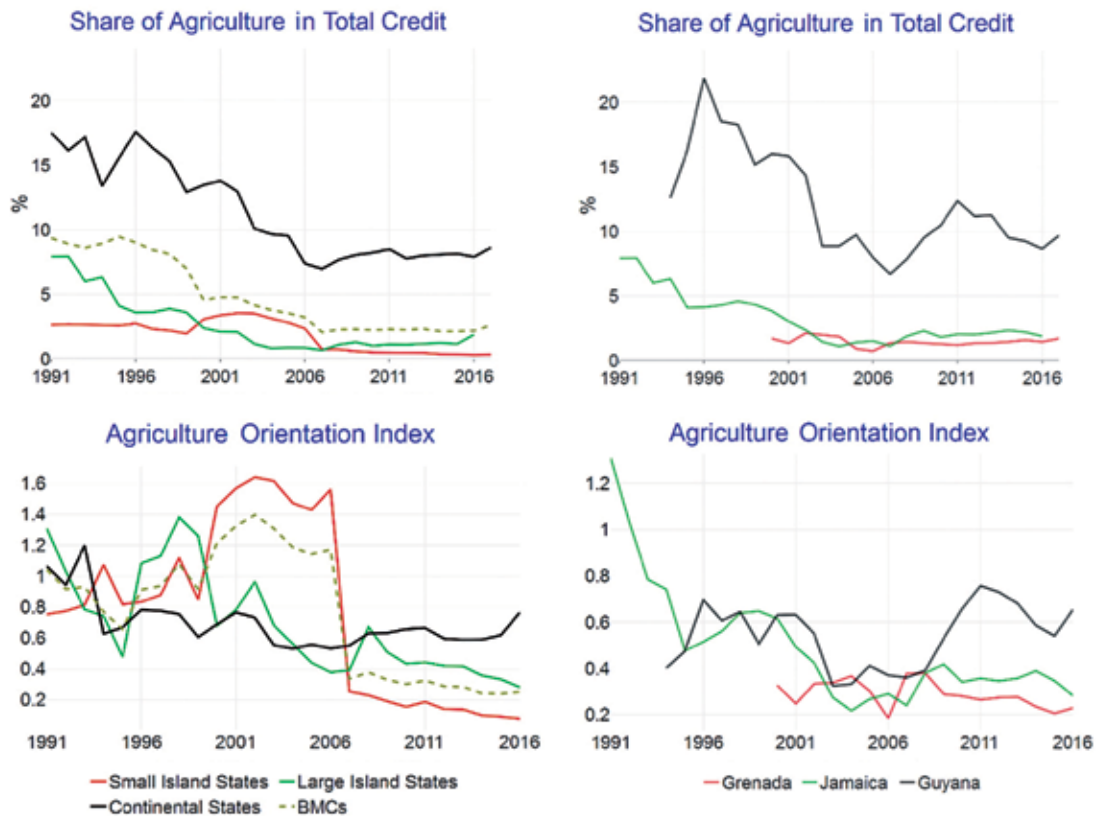 Share of Agriculture in Total Credit
20
15
%
10
5
0
1991 1996 2001 2006 2011 2016
Share of Agriculture in Total Credit
20
15
%
10
5
0
1991 1996 2001 2006 2011 2016
Agriculture Orientation Index
1.6
1.4
1.2
1
0.8
0.6
0.4
0.2
1991 1996 2001 2006 2011 2016
Small Island States Large Island States
Continental States BMCs
Agriculture Orientation Index
1.2
1
0.8
0.6
0.4
0.2
1991 1996 2001 2006 2011 2016
Grenada Jamaica Guyana